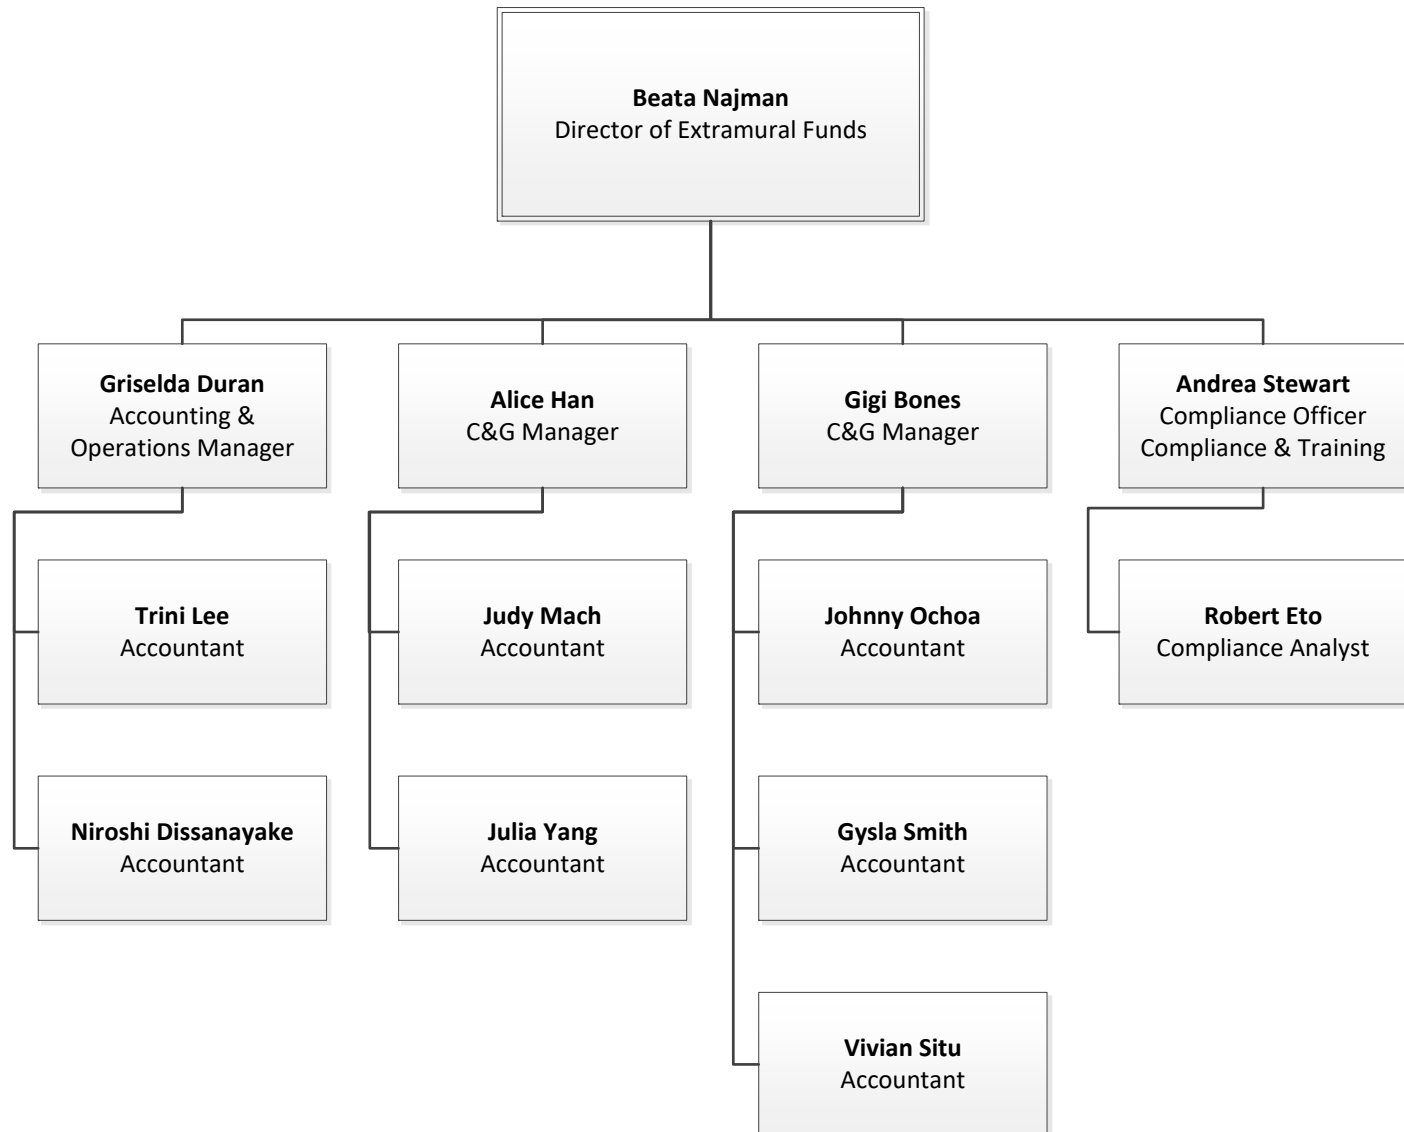 Beata Najman
Director of Extramural Funds
Griselda Duran
Accounting &
Operations Manager
Alice Han
C&G Manager
Gigi Bones
C&G Manager
Andrea Stewart
Compliance Officer
Compliance & Training
Trini Lee
Accountant
Judy Mach
Accountant
Johnny Ochoa
Accountant
Robert Eto
Compliance Analyst
Niroshi Dissanayake
Accountant
Julia Yang
Accountant
Gysla Smith
Accountant
Vivian Situ
Accountant